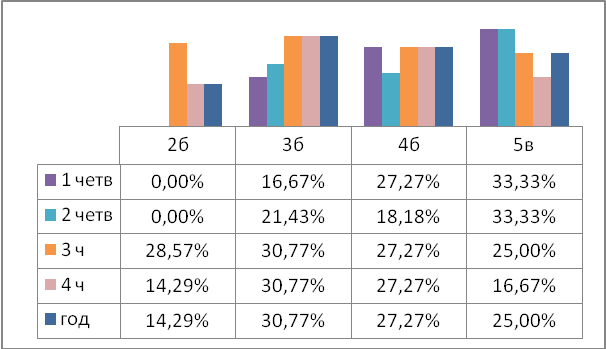 2б 3б 4б 5в
1 четв 0,00% 16,67% 27,27% 33,33%
2 четв 0,00% 21,43% 18,18% 33,33%
3 ч 28,57% 30,77% 27,27% 25,00%
4 ч 14,29% 30,77% 27,27% 16,67%
год 14,29% 30,77% 27,27% 25,00%